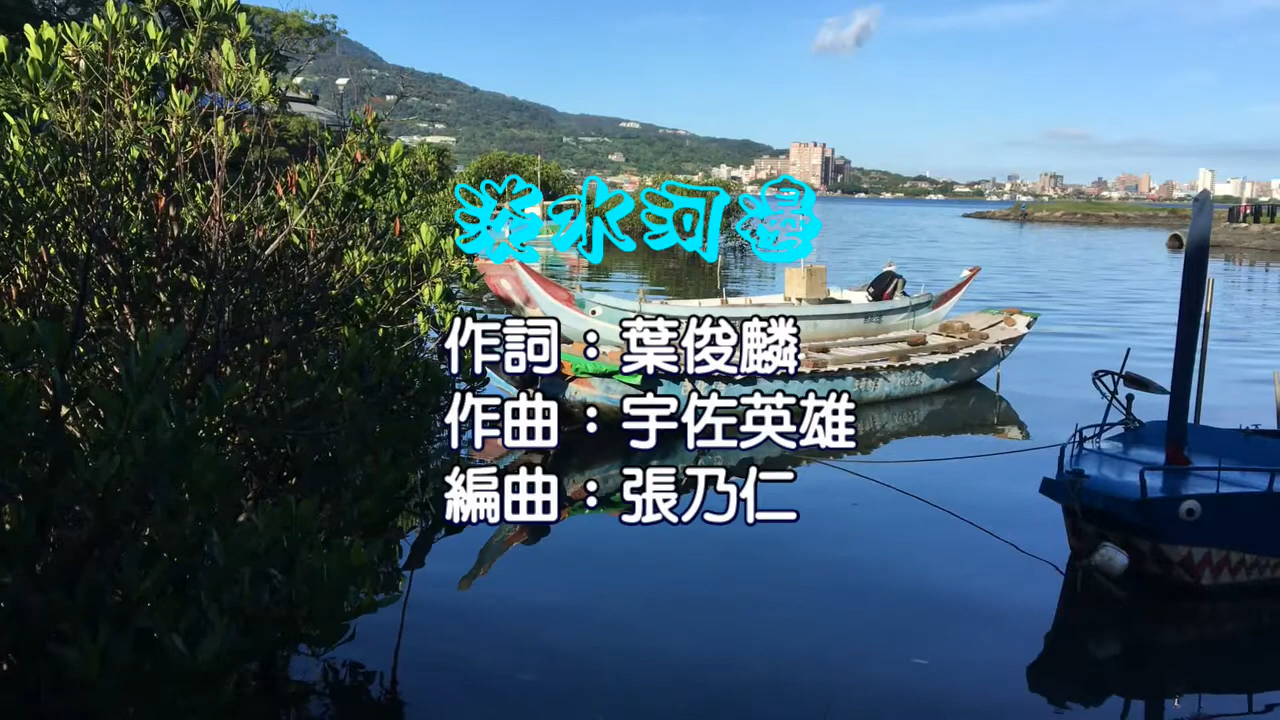 淡水河邊
作詞：葉俊麟
作曲：宇佐英雄
編曲：張乃仁